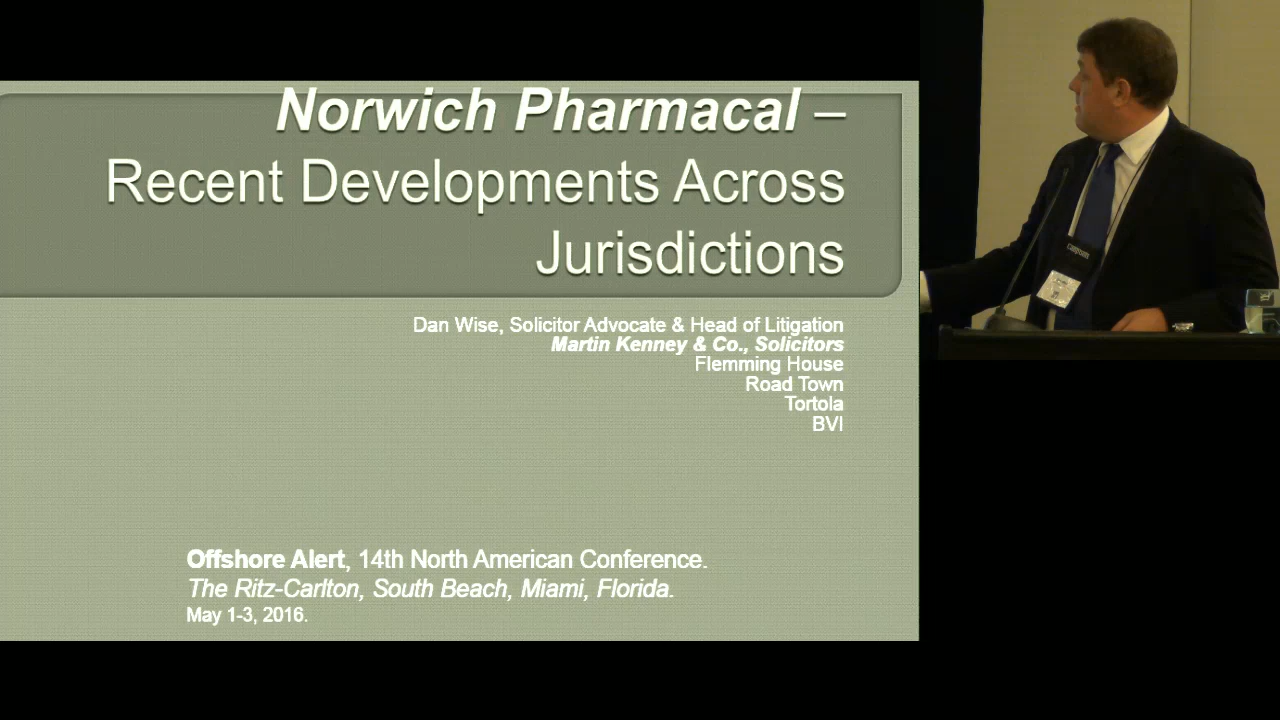 Norwich Pharmacal –
Recent Developments Across
Jurisdictions
Dan Wise, Solicitor Advocate & Head of Litigation
Martin Kenney & Co., Solicitors
Flemming House
Road Town
Tortola
BVI
Offshore Alert, 14th North American Conference.
The Ritz-Carlton, South Beach, Miami, Florida.
May 1-3, 2016.